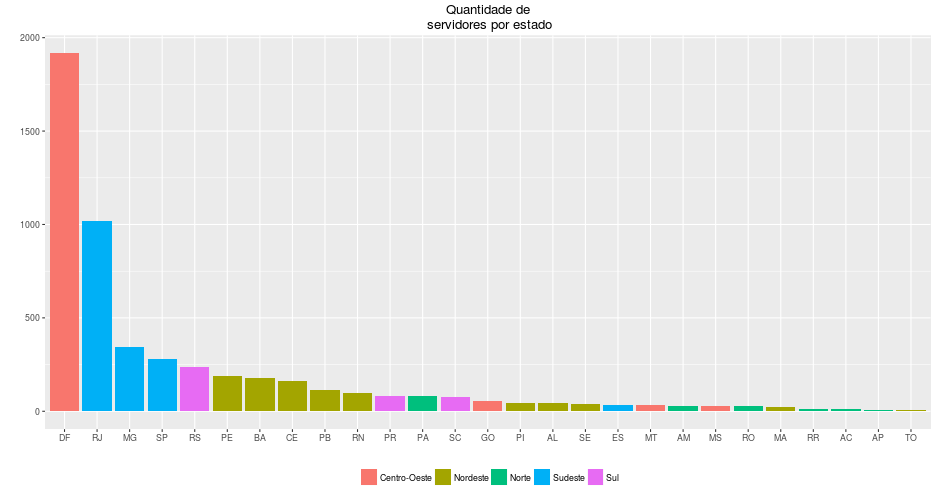 Quantidade de
servidores por estado
2000
1500
1000
500
0
DF RJ MG SP RS PE BA CE PB RN PR PA SC GO PI AL SE ES MT AM MS RO MA RR AC AP TO
Centro-Oeste Nordeste Norte Sudeste Sul